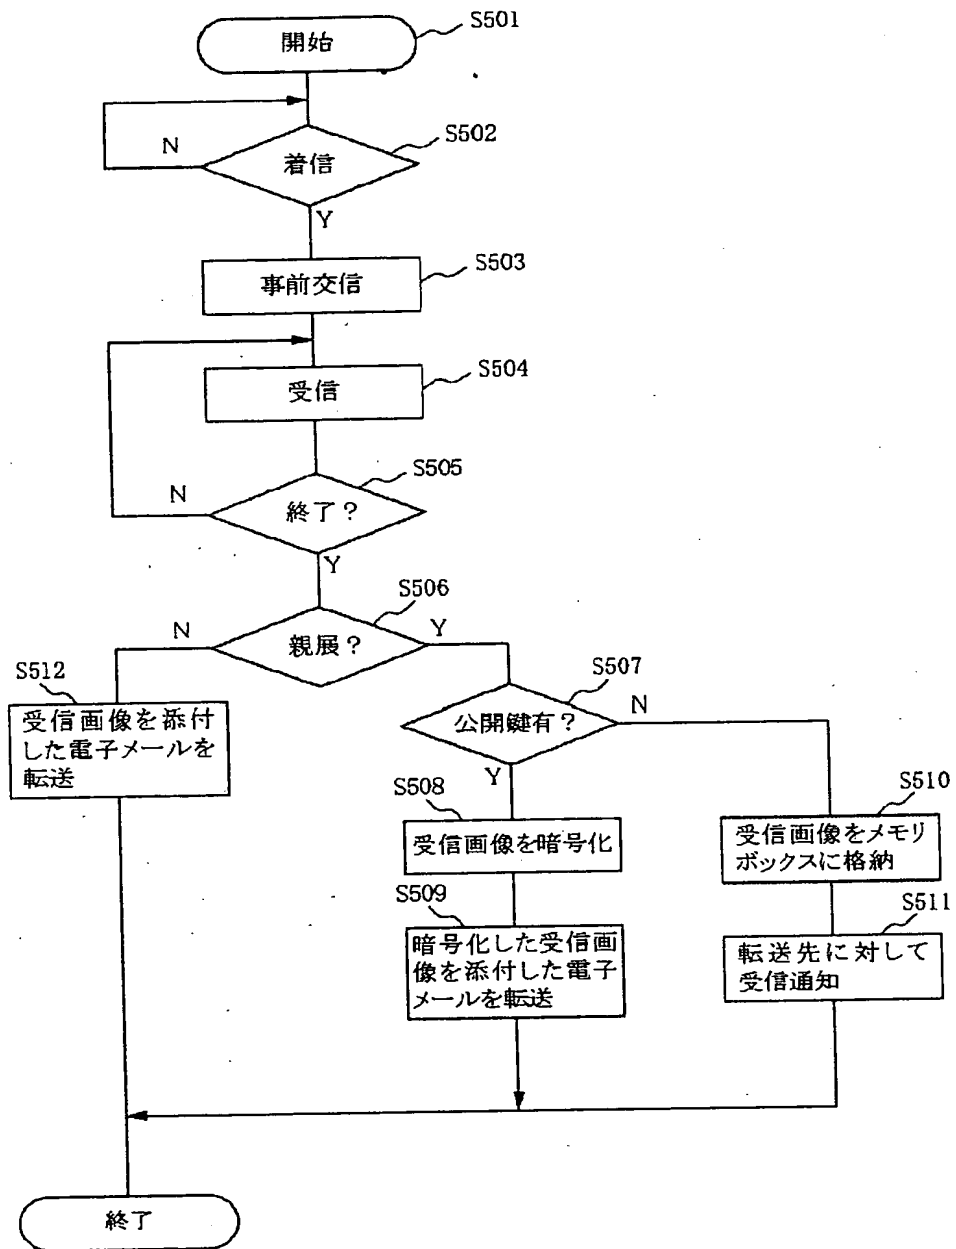 開始
S501
着信
S502
N
Y
事前交信
S503
受信
S504
終了?
S505
N
Y
親展?
S506
N
Y
S512
受信画像を添付
した電子メールを
転送
公開鍵有?
S507
N
Y
S508
受信画像を暗号化
S509
暗号化した受信画
像を添付した電子
メールを転送
S510
受信画像をメモリ
ボックスに格納
S511
転送先に対して
受信通知
終了